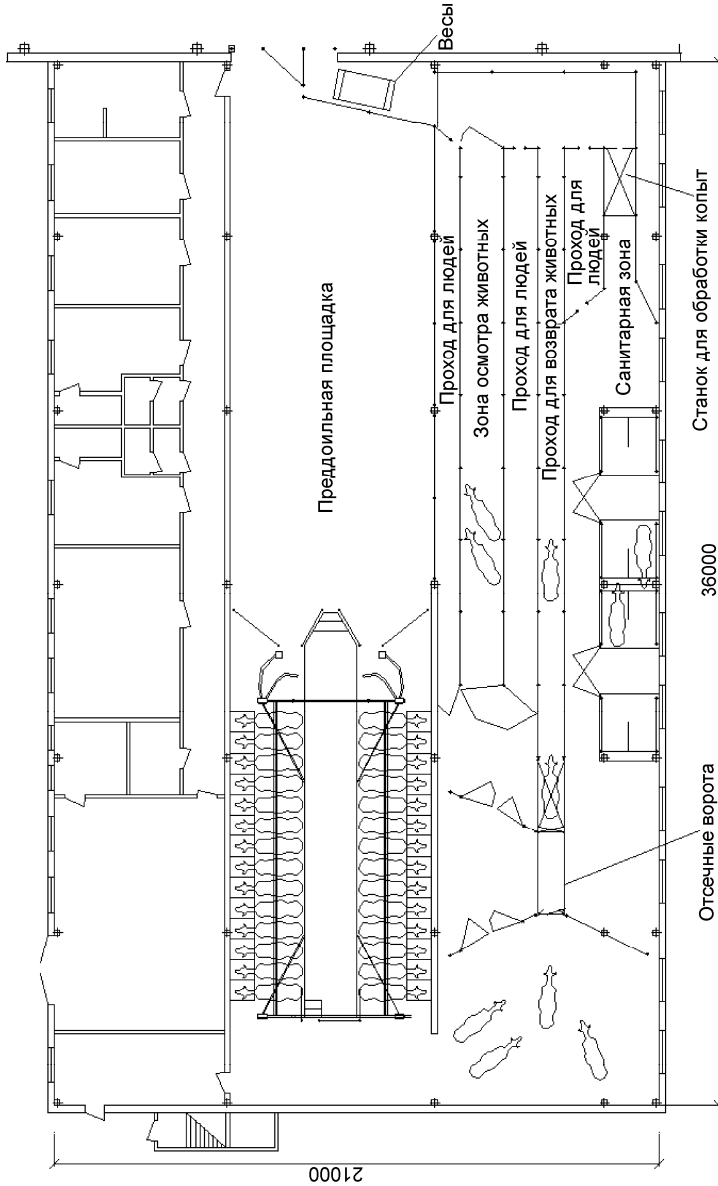 Весы
Проход для людей
Зона осмотра животных
Проход для людей
Проход для возврата животных
Проход для
людей
Санитарная зона
Станок для обработки копыт
Преддоильная площадка
36000
Отсечные ворота
21000